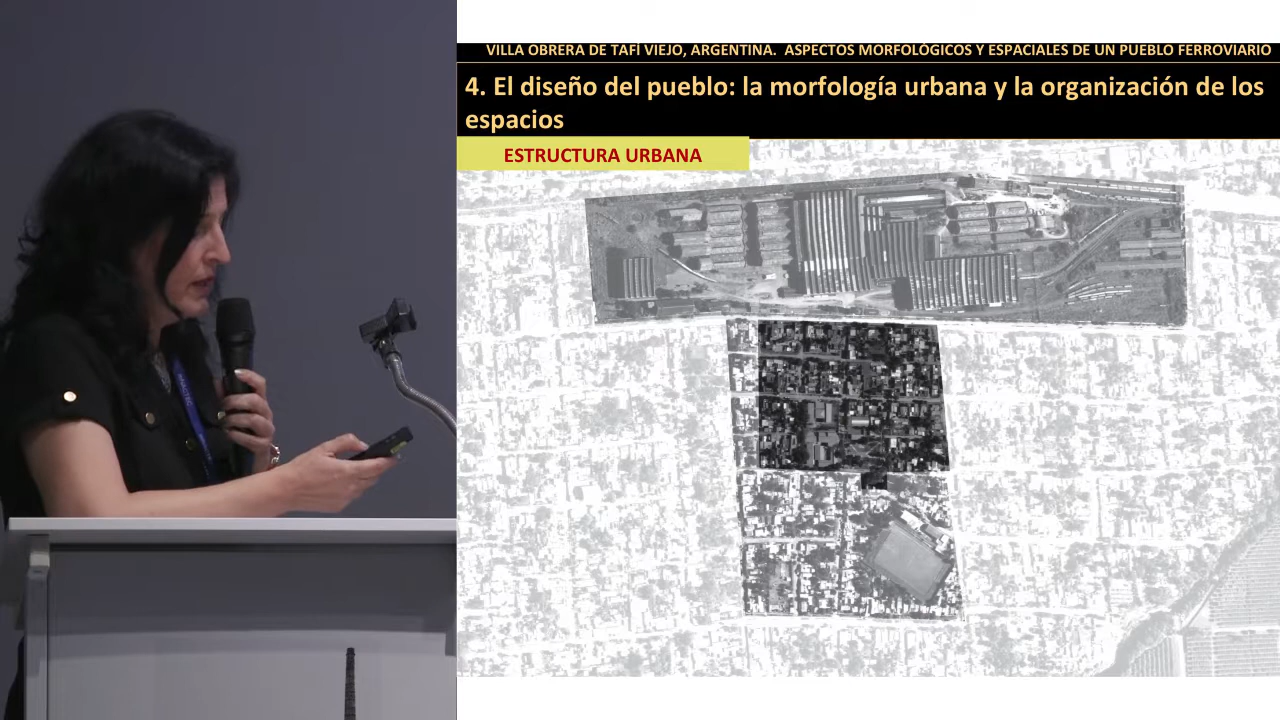 VILLA OBRERA DE TAFÍ VIEJO, ARGENTINA. ASPECTOS MORFOLÓGICOS Y ESPACIALES DE UN PUEBLO FERROVIARIO
4. El diseño del pueblo: la morfología urbana y la organización de los
espacios
ESTRUCTURA URBANA